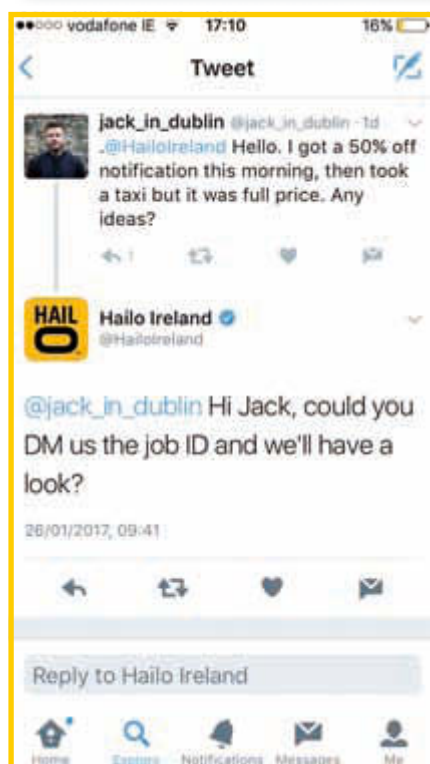 vodafone IE 17:10 16%
Tweet
jack_in_dublin @jack_in_dublin · 1d
.@HailoIreland Hello. I got a 50% off
notification this morning, then took
a taxi but it was full price. Any
ideas?
1
HAIL
O
Hailo Ireland
@HailoIreland
@jack_in_dublin Hi Jack, could you
DM us the job ID and we'll have a
look?
26/01/2017, 09:41
Reply to Hailo Ireland
Home Explore Notifications Messages Me